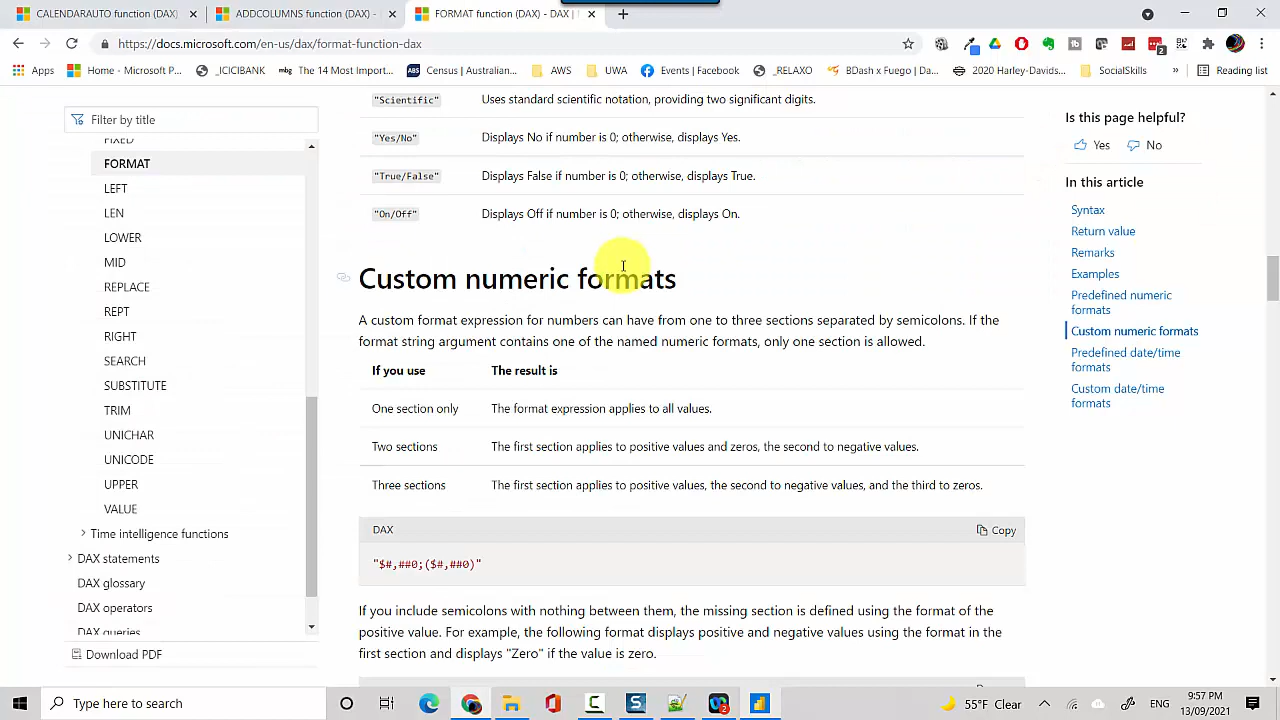 CALENDARAUTO function (DAX)
ADDCOLUMNS function (DAX) -
FORMAT function (DAX) - DAX |
https://docs.microsoft.com/en-us/dax/format-function-dax
Apps
Home - Microsoft P...
_ICICIBANK
mbg The 14 Most Impor...
ABS Census | Australian...
AWS
UWA
Events | Facebook
_RELAXO
BDash x Fuego | Da...
2020 Harley-Davids...
SocialSkills
»
Reading list
Filter by title
FIXED
FORMAT
LEFT
LEN
LOWER
MID
REPLACE
REPT
RIGHT
SEARCH
SUBSTITUTE
TRIM
UNICHAR
UNICODE
UPPER
VALUE
Time intelligence functions
DAX statements
DAX glossary
DAX operators
DAX queries
Download PDF
"Scientific" Uses standard scientific notation, providing two significant digits.
"Yes/No" Displays No if number is 0; otherwise, displays Yes.
"True/False" Displays False if number is 0; otherwise, displays True.
"On/Off" Displays Off if number is 0; otherwise, displays On.
Custom numeric formats
A custom format expression for numbers can have from one to three sections separated by semicolons. If the
format string argument contains one of the named numeric formats, only one section is allowed.
If you use The result is
One section only The format expression applies to all values.
Two sections The first section applies to positive values and zeros, the second to negative values.
Three sections The first section applies to positive values, the second to negative values, and the third to zeros.
DAX Copy
"$#,##0;($#,##0)"
If you include semicolons with nothing between them, the missing section is defined using the format of the
positive value. For example, the following format displays positive and negative values using the format in the
first section and displays "Zero" if the value is zero.
Is this page helpful?
Yes No
In this article
Syntax
Return value
Remarks
Examples
Predefined numeric
formats
Custom numeric formats
Predefined date/time
formats
Custom date/time
formats
Type here to search
55°F Clear
ENG
9:57 PM
13/09/2021